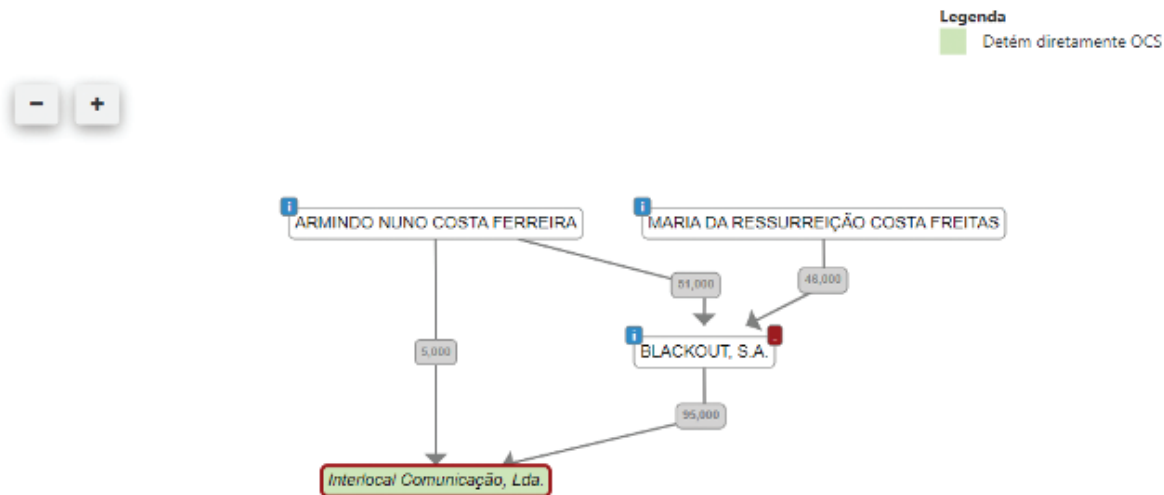 Legenda
Detém diretamente OCS
- +
i
ARMINDO NUNO COSTA FERREIRA
i
MARIA DA RESSURREIÇÃO COSTA FREITAS
51,000
46,000
i
-
BLACKOUT, S.A.
5,000
95,000
Interlocal Comunicação, Lda.